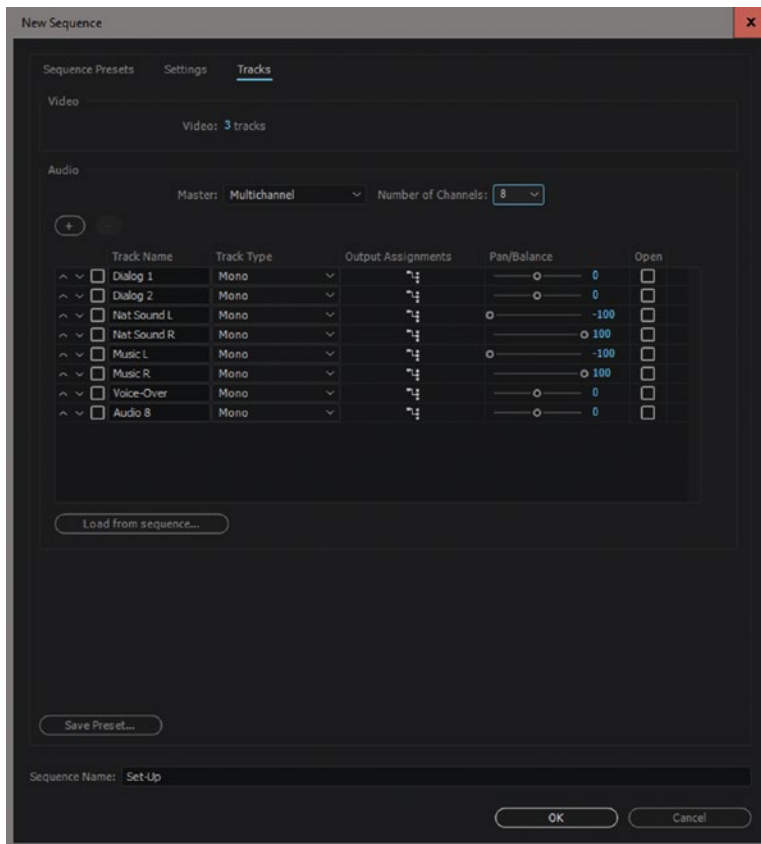 New Sequence x
Sequence Presets Settings Tracks
Video
Video: 3 tracks
Audio
Master: Multichannel Number of Channels: 8
+ -
Track Name Track Type Output Assignments Pan/Balance Open
Dialog 1 Mono 0
Dialog 2 Mono 0
Nat Sound L Mono -100
Nat Sound R Mono 100
Music L Mono -100
Music R Mono 100
Voice-Over Mono 0
Audio 8 Mono 0
Load from sequence...
Save Preset...
Sequence Name: Set-Up
OK Cancel